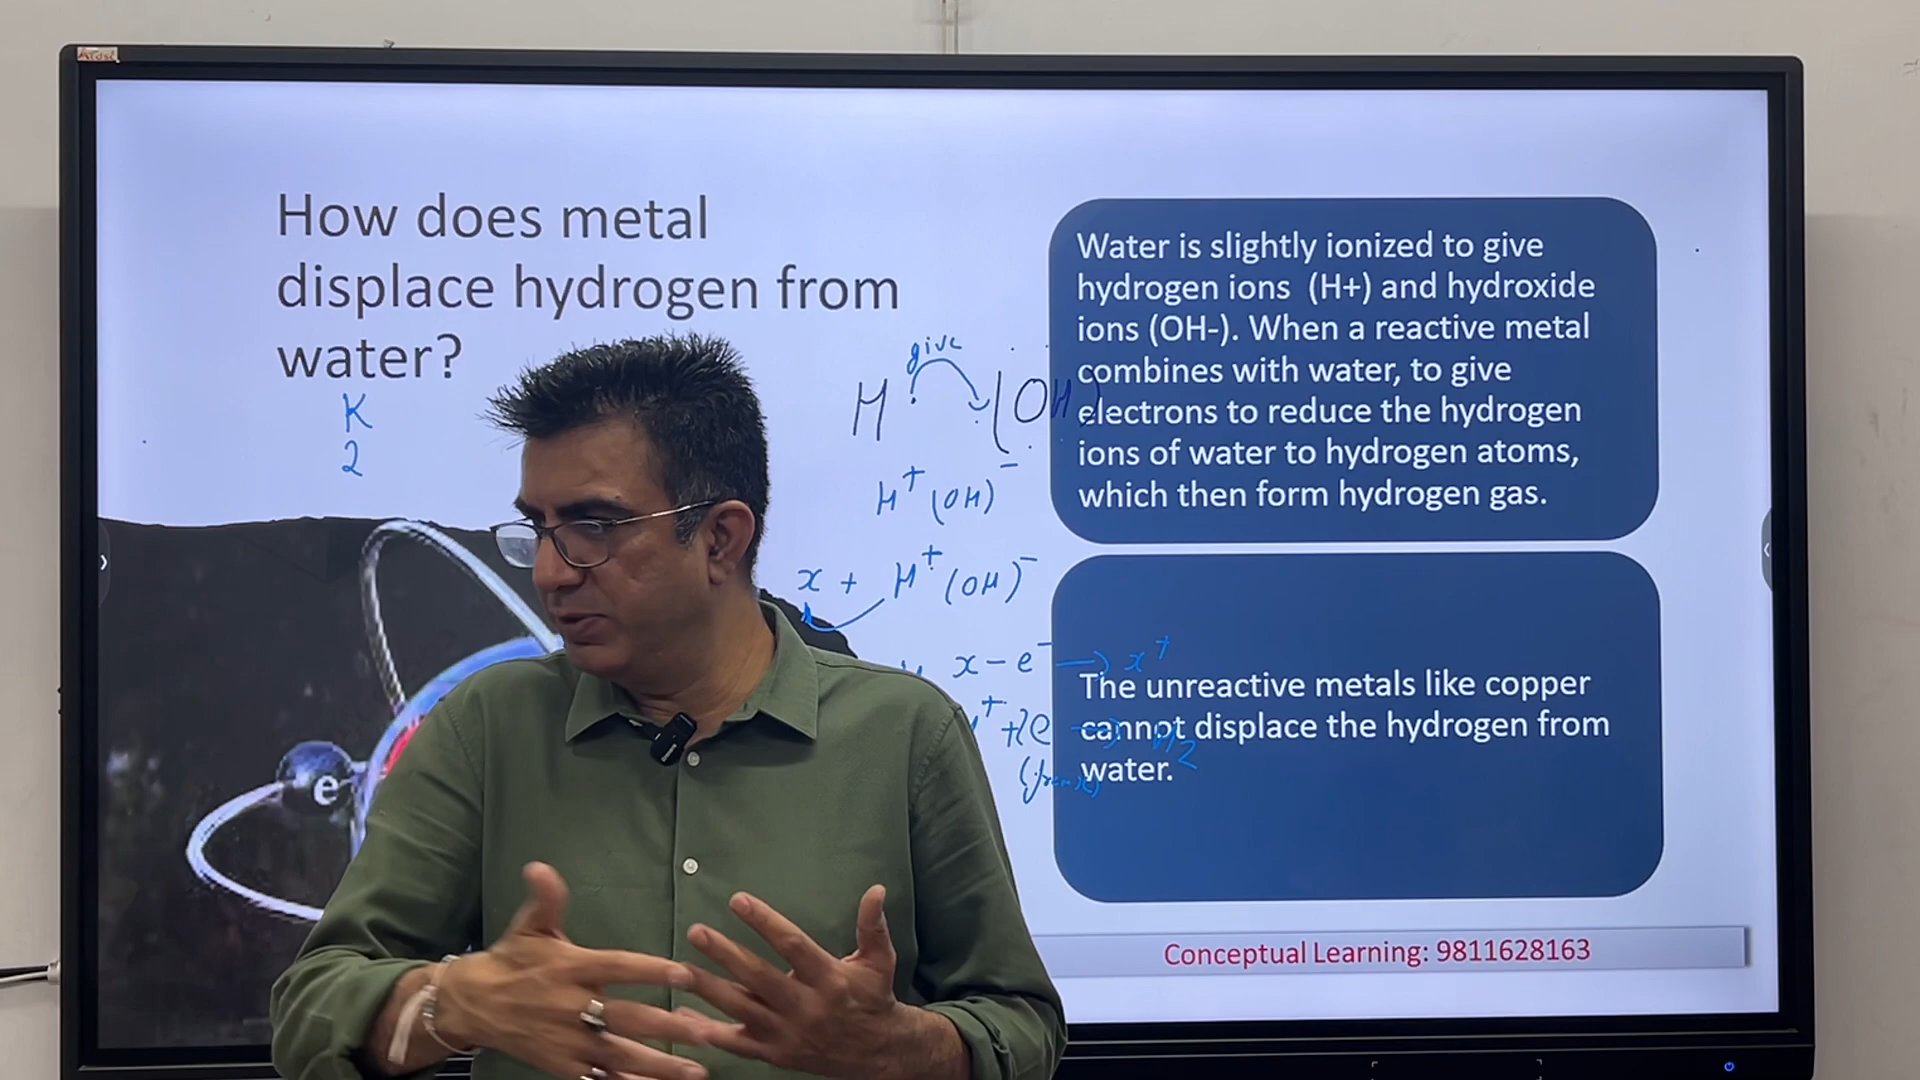 How does metal
displace hydrogen from
water?
K
2
give
H (OH)
H⁺ (OH)⁻
x + H⁺ (OH)⁻
x - e⁻ → x⁺
⁺ + e → H2
Water is slightly ionized to give
hydrogen ions (H+) and hydroxide
ions (OH-). When a reactive metal
combines with water, to give
electrons to reduce the hydrogen
ions of water to hydrogen atoms,
which then form hydrogen gas.
The unreactive metals like copper
cannot displace the hydrogen from
water.
e
Conceptual Learning: 9811628163